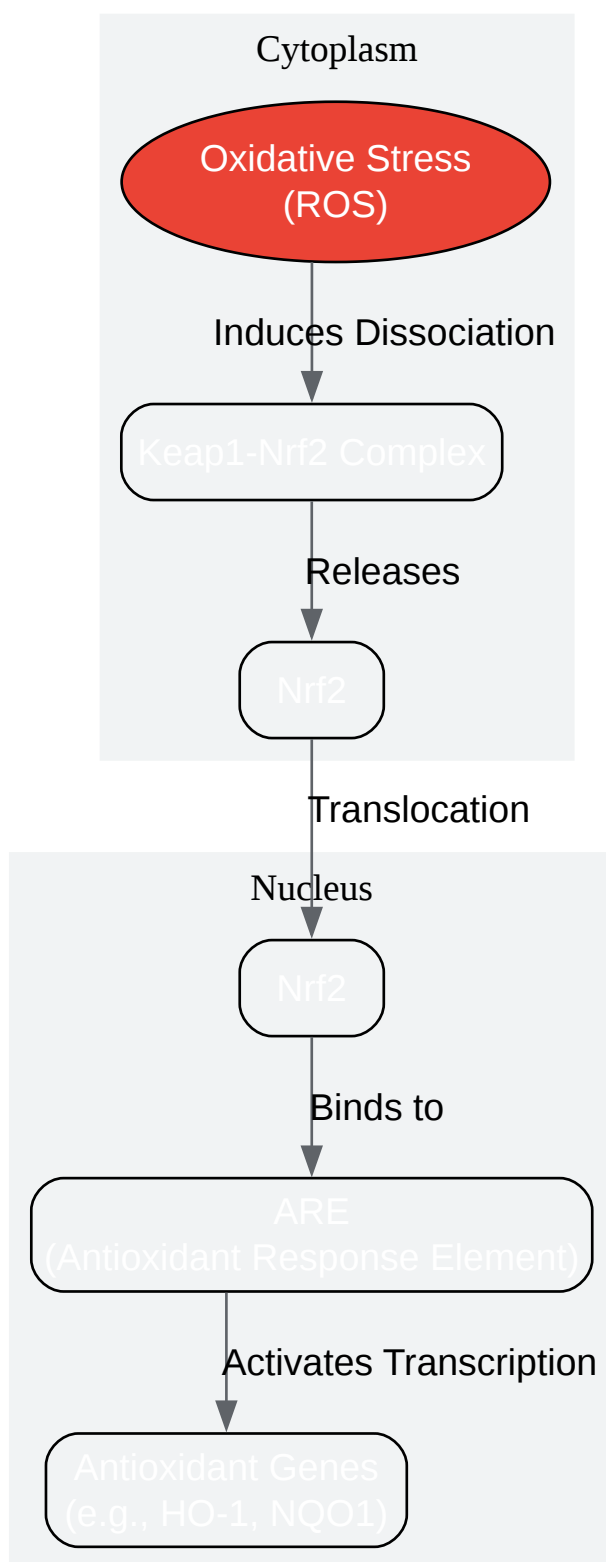 Cytoplasm
Oxidative Stress
(ROS)
Induces Dissociation
Keap1-Nrf2 Complex
Releases
Nrf2
Translocation
Nucleus
Nrf2
Binds to
ARE
(Antioxidant Response Element)
Activates Transcription
Antioxidant Genes
(e.g., HO-1, NQO1)